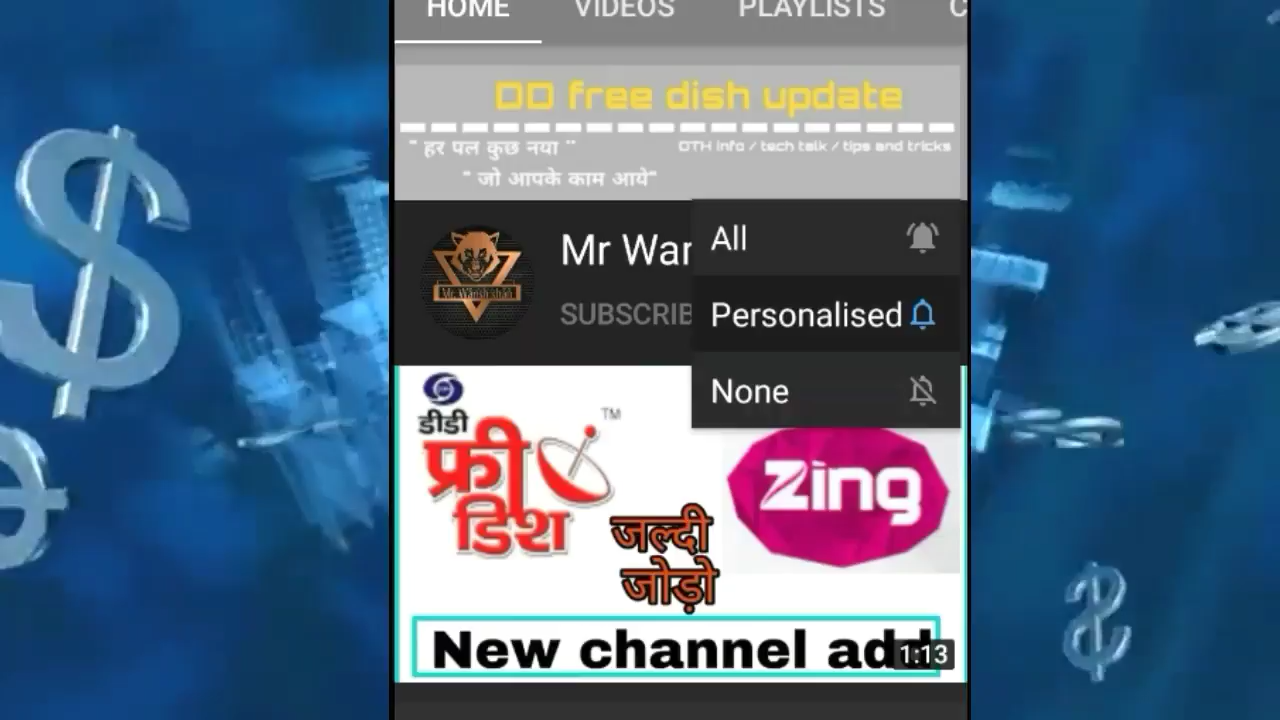 HOME VIDEOS PLAYLISTS C
DD free dish update
" हर पल कुछ नया "
DTH info / tech talk / tips and tricks
" जो आपके काम आये"
Mr War
SUBSCRIB
All
Personalised
None
डीडी
फ्री
डिश
TM
Zing
जल्दी
जोड़ो
New channel add
1:13